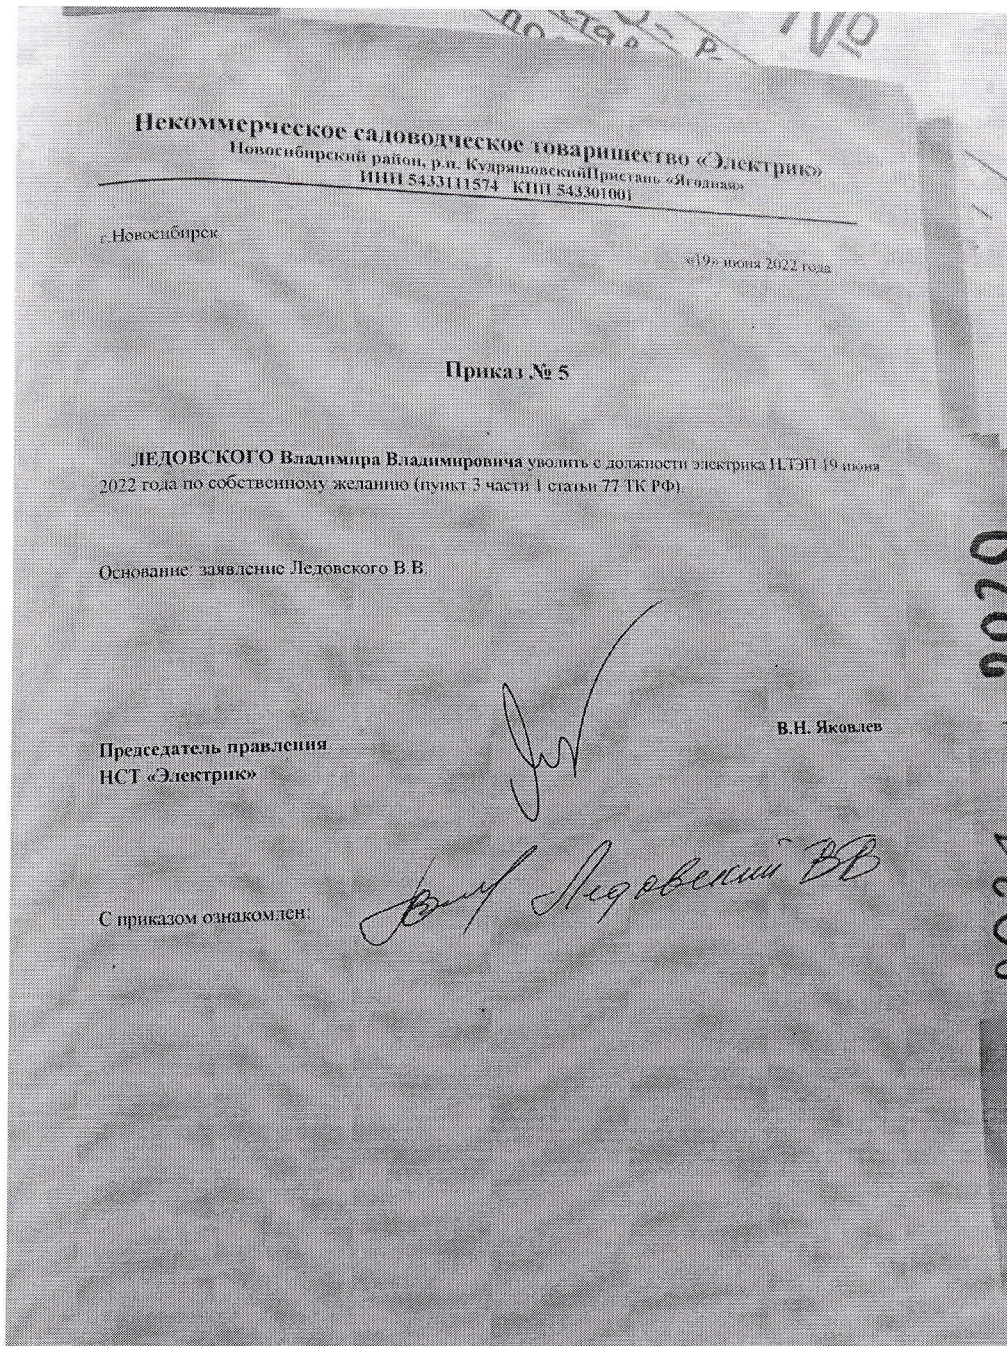 №
Некоммерческое садоводческое товарищество «Электрик»
Новосибирский район, р.п. КудряшовскийПристань «Ягодная»
ИНН 5433111574 КПП 543301001
г.Новосибирск
«19» июня 2022 года
Приказ № 5
ЛЕДОВСКОГО Владимира Владимировича уволить с должности электрика 19 июня
2022 года по собственному желанию (пункт 3 части 1 статьи 77 ТК РФ).
Основание: заявление Ледовского В.В.
Председатель правления
НСТ «Электрик»
В.Н. Яковлев
С приказом ознакомлен:
Ледовский ВВ
2020